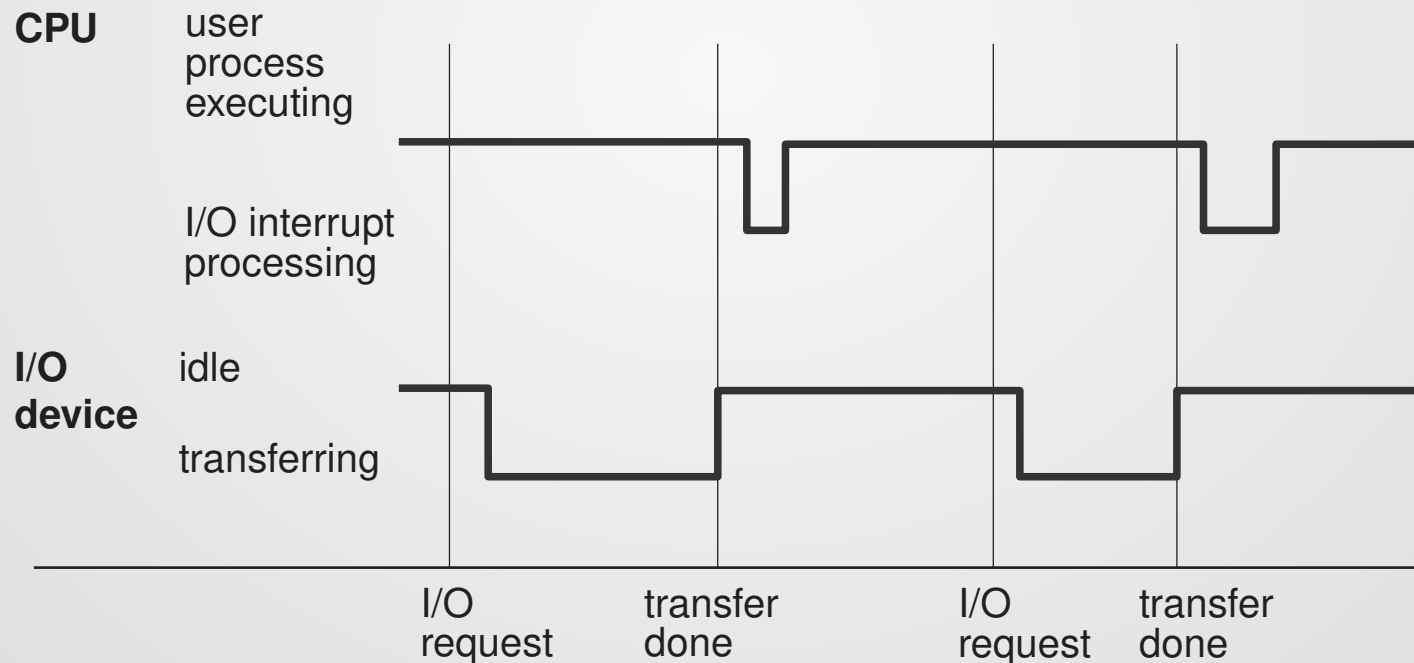 CPU
user
process
executing
I/O interrupt
processing
I/O
device
idle
transferring
I/O
request
transfer
done
I/O
request
transfer
done